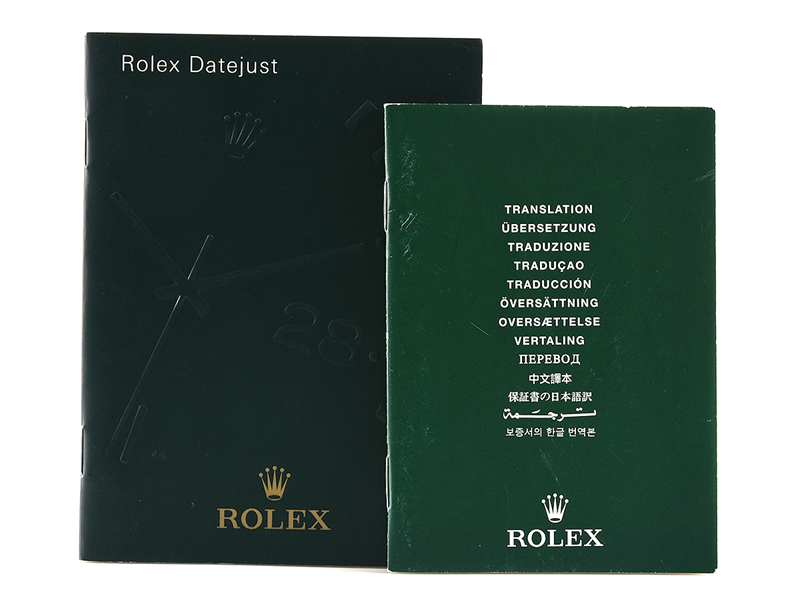 Rolex Datejust
28.
ROLEX
TRANSLATION
ÜBERSETZUNG
TRADUZIONE
TRADUÇAO
TRADUCCIÓN
ÖVERSÄTTNING
OVERSÆTTELSE
VERTALING
ПЕРЕВОД
中文譯本
保証書の日本語訳
ترجمة
보증서의 한글 번역본
ROLEX